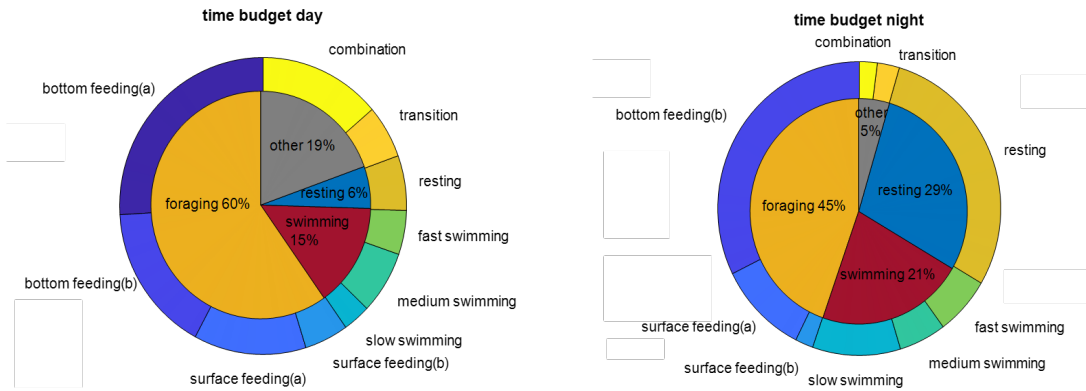 time budget day
combination
bottom feeding(a)
transition
other 19%
resting
resting 6%
foraging 60%
swimming
15%
fast swimming
bottom feeding(b)
medium swimming
slow swimming
surface feeding(b)
surface feeding(a)
time budget night
combination
transition
bottom feeding(b)
other
5%
resting
resting 29%
foraging 45%
swimming 21%
surface feeding(a)
fast swimming
medium swimming
surface feeding(b)
slow swimming